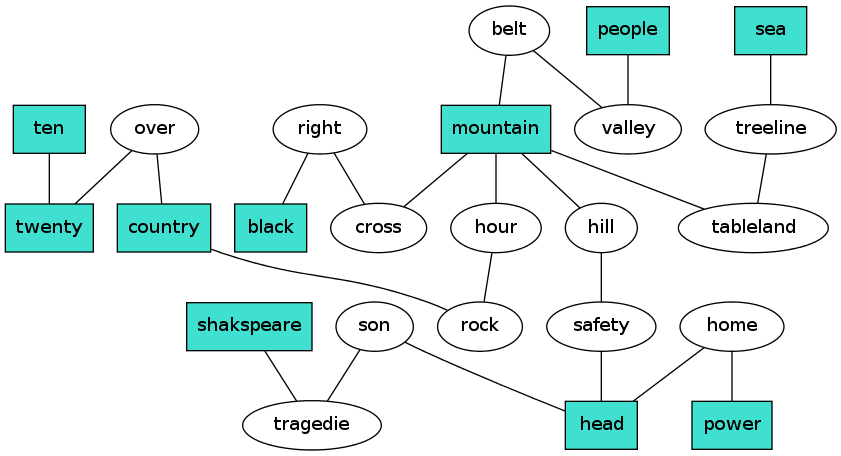 belt
people
sea
ten
over
right
mountain
valley
treeline
twenty
country
black
cross
hour
hill
tableland
shakspeare
son
rock
safety
home
tragedie
head
power